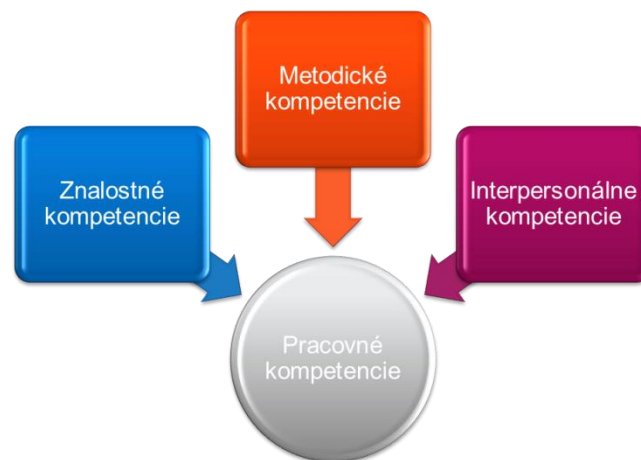 Metodické
kompetencie
Znalostné
kompetencie
Interpersonálne
kompetencie
Pracovné
kompetencie